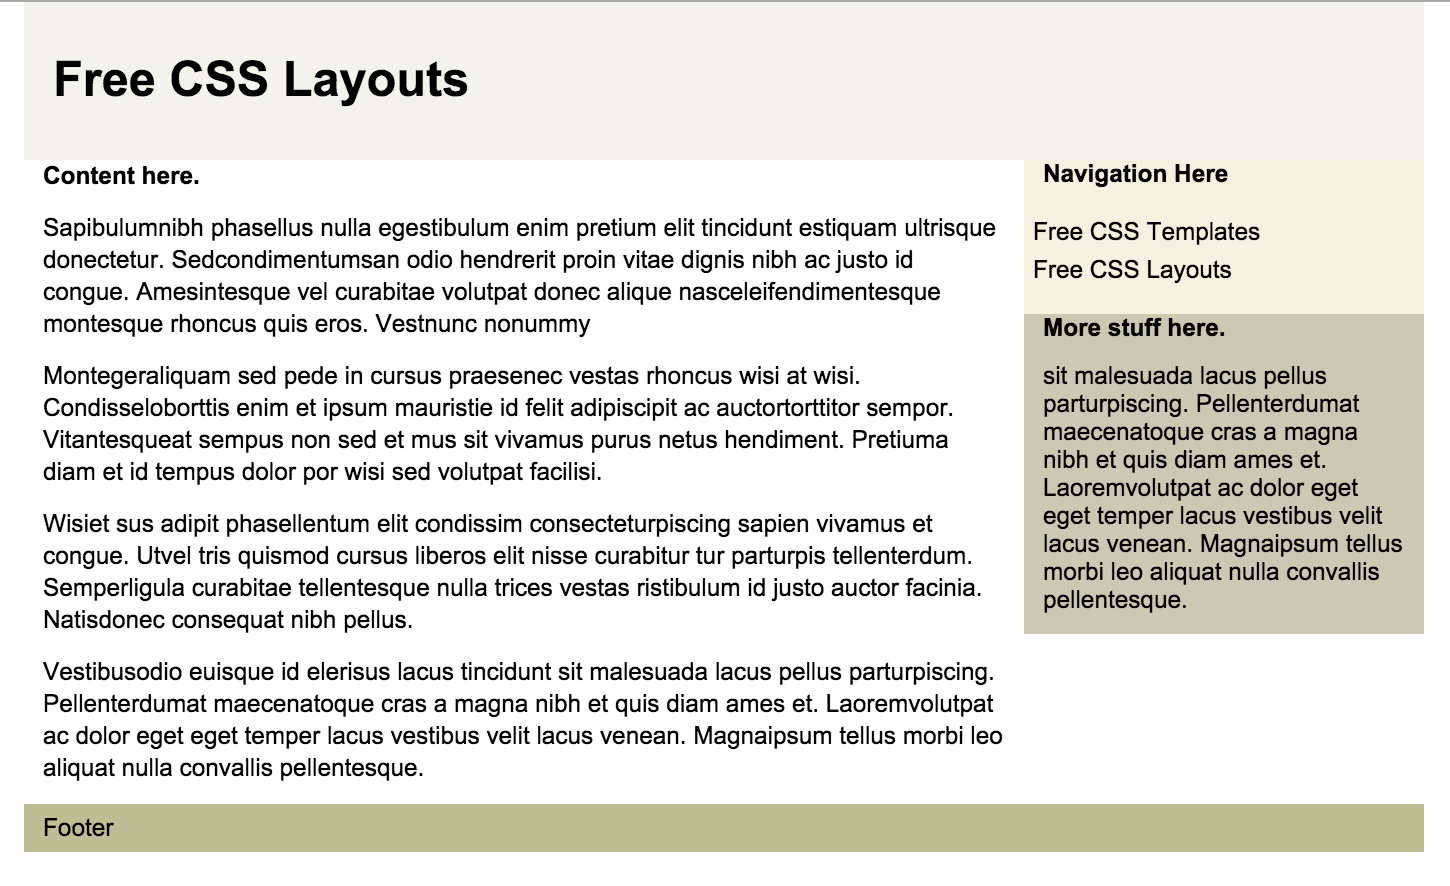 Free CSS Layouts
Content here.
Sapibulumnibh phasellus nulla egestibulum enim pretium elit tincidunt estiquam ultrisque
donectetur. Sedcondimentumsan odio hendrerit proin vitae dignis nibh ac justo id
congue. Amesintesque vel curabitae volutpat donec alique nasceleifendimentesque
montesque rhoncus quis eros. Vestnunc nonummy
Montegeraliquam sed pede in cursus praesenec vestas rhoncus wisi at wisi.
Condisseloborttis enim et ipsum mauristie id felit adipiscipit ac auctortorttitor sempor.
Vitantesqueat sempus non sed et mus sit vivamus purus netus hendiment. Pretiuma
diam et id tempus dolor por wisi sed volutpat facilisi.
Wisiet sus adipit phasellentum elit condissim consecteturpiscing sapien vivamus et
congue. Utvel tris quismod cursus liberos elit nisse curabitur tur parturpis tellenterdum.
Semperligula curabitae tellentesque nulla trices vestas ristibulum id justo auctor facinia.
Natisdonec consequat nibh pellus.
Vestibusodio euisque id elerisus lacus tincidunt sit malesuada lacus pellus parturpiscing.
Pellenterdumat maecenatoque cras a magna nibh et quis diam ames et. Laoremvolutpat
ac dolor eget eget temper lacus vestibus velit lacus venean. Magnaipsum tellus morbi leo
aliquat nulla convallis pellentesque.
Navigation Here
Free CSS Templates
Free CSS Layouts
More stuff here.
sit malesuada lacus pellus
parturpiscing. Pellenterdumat
maecenatoque cras a magna
nibh et quis diam ames et.
Laoremvolutpat ac dolor eget
eget temper lacus vestibus velit
lacus venean. Magnaipsum tellus
morbi leo aliquat nulla convallis
pellentesque.
Footer